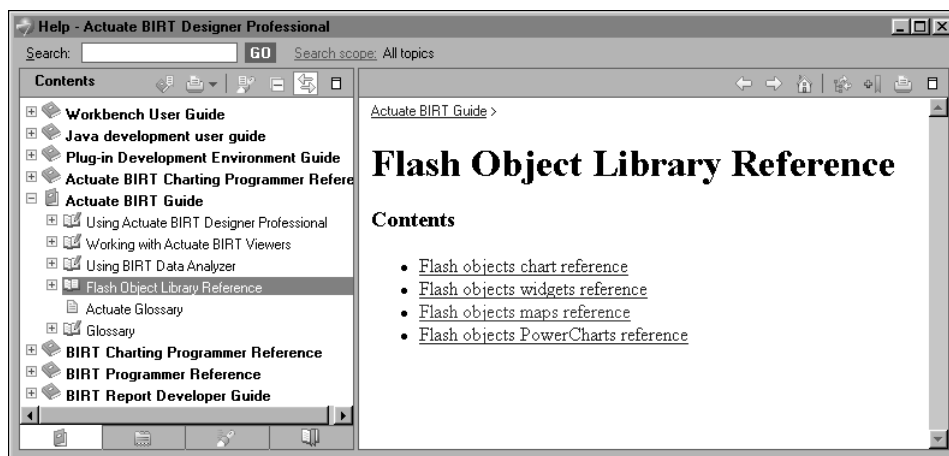 Help - Actuate BIRT Designer Professional
Search: GO Search scope: All topics
Contents
Workbench User Guide
Java development user guide
Plug-in Development Environment Guide
Actuate BIRT Charting Programmer Refere
Actuate BIRT Guide
Using Actuate BIRT Designer Professional
Working with Actuate BIRT Viewers
Using BIRT Data Analyzer
Flash Object Library Reference
Actuate Glossary
Glossary
BIRT Charting Programmer Reference
BIRT Programmer Reference
BIRT Report Developer Guide
Actuate BIRT Guide >
Flash Object Library Reference
Contents
• Flash objects chart reference
• Flash objects widgets reference
• Flash objects maps reference
• Flash objects PowerCharts reference